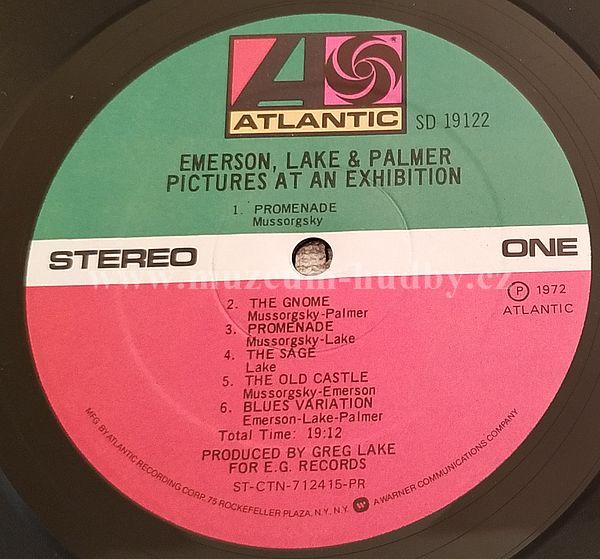 ATLANTIC
SD 19122
EMERSON, LAKE & PALMER
PICTURES AT AN EXHIBITION
1. PROMENADE
Mussorgsky
STEREO
ONE
www.muzeum-hudby.cz
P 1972
ATLANTIC
2. THE GNOME
Mussorgsky-Palmer
3. PROMENADE
Mussorgsky-Lake
4. THE SAGE
Lake
5. THE OLD CASTLE
Mussorgsky-Emerson
6. BLUES VARIATION
Emerson-Lake-Palmer
Total Time: 19:12
PRODUCED BY GREG LAKE
FOR E.G. RECORDS
ST-CTN-712415-PR
MFG BY ATLANTIC RECORDING CORP. 75 ROCKEFELLER PLAZA, N.Y. N.Y. A WARNER COMMUNICATIONS COMPANY